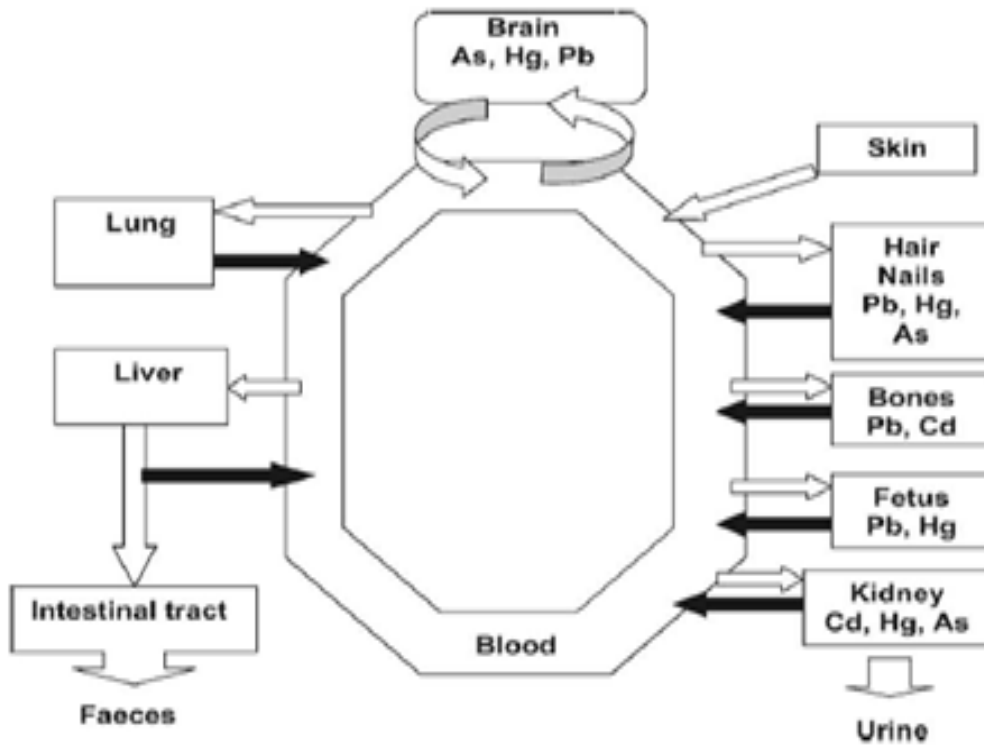 Brain
As, Hg, Pb
Skin
Lung
Hair
Nails
Pb, Hg,
As
Liver
Bones
Pb, Cd
Fetus
Pb, Hg
Intestinal tract
Kidney
Cd, Hg, As
Blood
Faeces
Urine